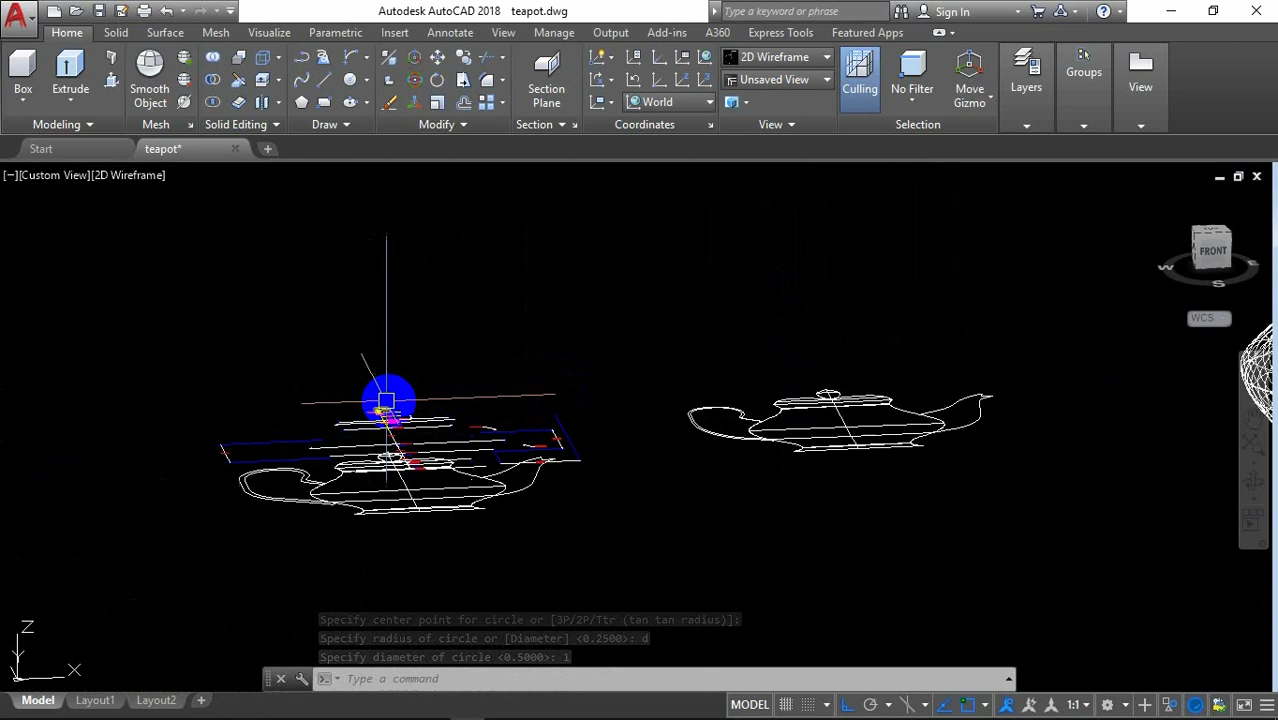 Autodesk AutoCAD 2018 teapot.dwg
Type a keyword or phrase
Sign In
Home Solid Surface Mesh Visualize Parametric Insert Annotate View Manage Output Add-ins A360 Express Tools Featured Apps
2D Wireframe
Unsaved View
World
Box
Extrude
Smooth
Object
Section
Plane
Culling
No Filter
Move
Gizmo
Layers
Groups
View
Modeling
Mesh
Solid Editing
Draw
Modify
Section
Coordinates
View
Selection
Start
teapot*
[−][Custom View][2D Wireframe]
FRONT
W
S
WCS
Specify center point for circle or [3P/2P/Ttr (tan tan radius)]:
Specify radius of circle or [Diameter] <0.2500>: d
Specify diameter of circle <0.5000>: 1
Type a command
Z
Y
X
Model Layout1 Layout2
MODEL
1:1